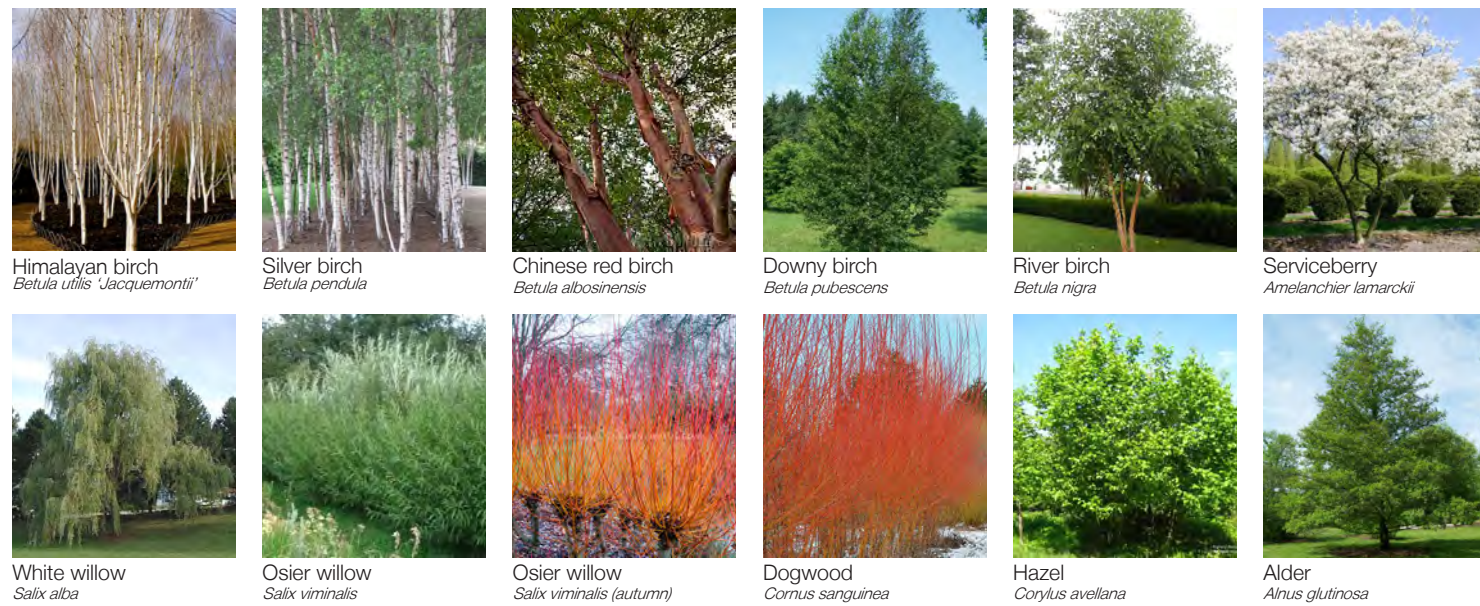 Himalayan birch
Betula utilis ‘Jacquemontii’
Silver birch
Betula pendula
Chinese red birch
Betula albosinensis
Downy birch
Betula pubescens
River birch
Betula nigra
Serviceberry
Amelanchier lamarckii
White willow
Salix alba
Osier willow
Salix viminalis
Osier willow
Salix viminalis (autumn)
Dogwood
Cornus sanguinea
Hazel
Corylus avellana
Alder
Alnus glutinosa